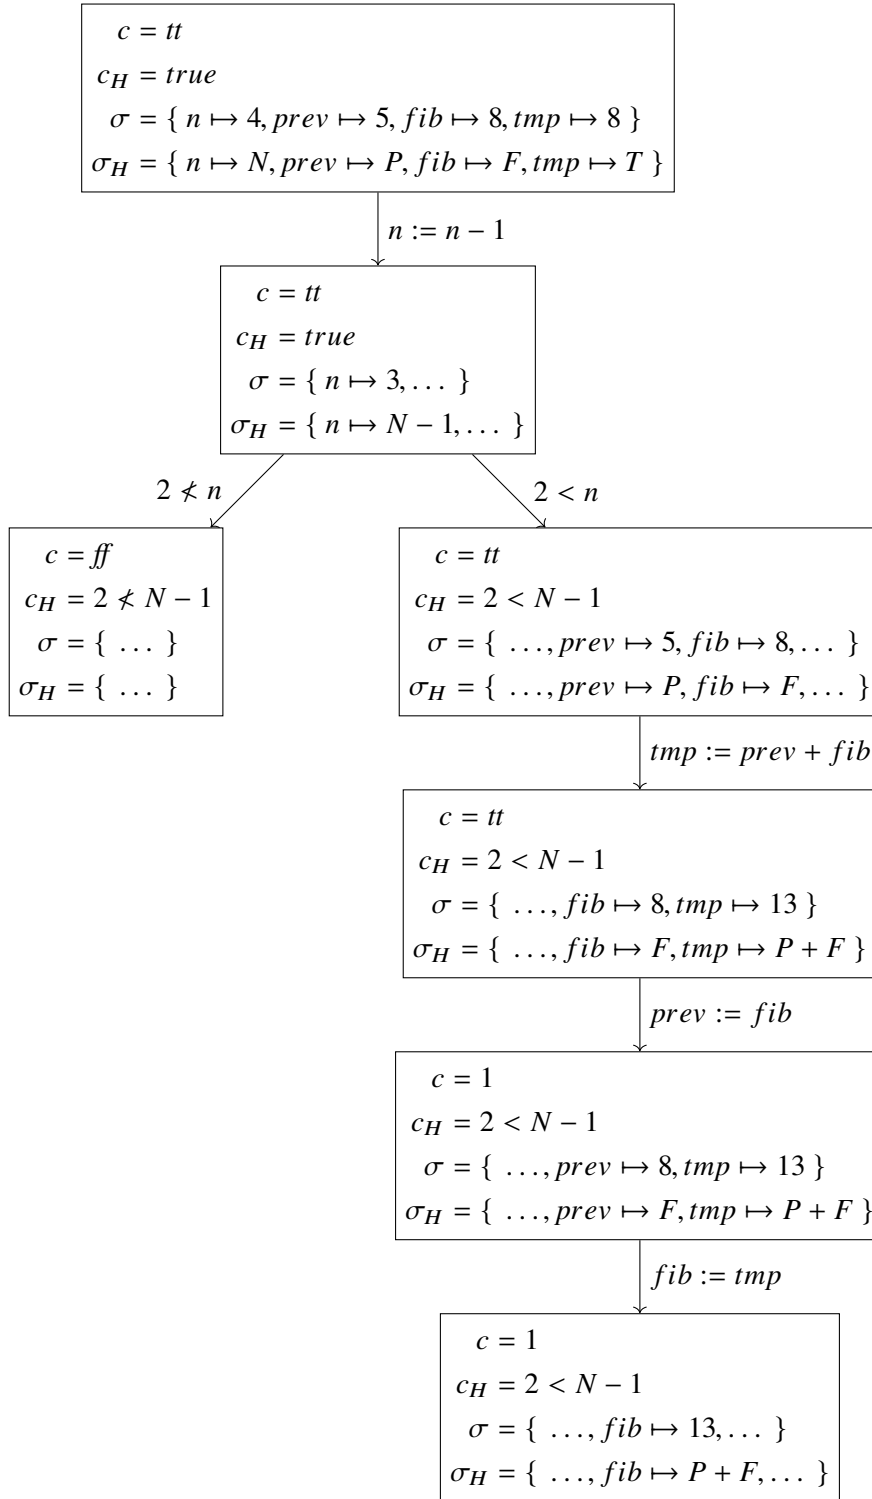 c = tt
c_H = true
σ = { n ↦ 4, prev ↦ 5, fib ↦ 8, tmp ↦ 8 }
σ_H = { n ↦ N, prev ↦ P, fib ↦ F, tmp ↦ T }
n := n − 1
c = tt
c_H = true
σ = { n ↦ 3, … }
σ_H = { n ↦ N − 1, … }
2 ≮ n
2 < n
c = ff
c_H = 2 ≮ N − 1
σ = { … }
σ_H = { … }
c = tt
c_H = 2 < N − 1
σ = { …, prev ↦ 5, fib ↦ 8, … }
σ_H = { …, prev ↦ P, fib ↦ F, … }
tmp := prev + fib
c = tt
c_H = 2 < N − 1
σ = { …, fib ↦ 8, tmp ↦ 13 }
σ_H = { …, fib ↦ F, tmp ↦ P + F }
prev := fib
c = 1
c_H = 2 < N − 1
σ = { …, prev ↦ 8, tmp ↦ 13 }
σ_H = { …, prev ↦ F, tmp ↦ P + F }
fib := tmp
c = 1
c_H = 2 < N − 1
σ = { …, fib ↦ 13, … }
σ_H = { …, fib ↦ P + F, … }